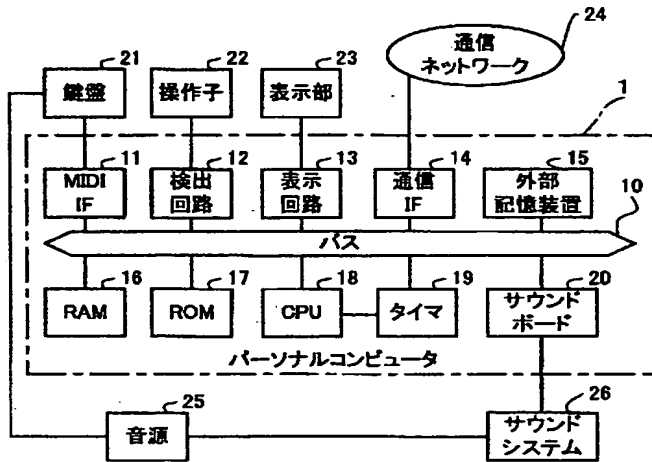 21
22
23
24
鍵盤
操作子
表示部
通信
ネットワーク
1
11
12
13
14
15
MIDI
IF
検出
回路
表示
回路
通信
IF
外部
記憶装置
10
バス
16
17
18
19
20
RAM
ROM
CPU
タイマ
サウンド
ボード
パーソナルコンピュータ
25
26
音源
サウンド
システム